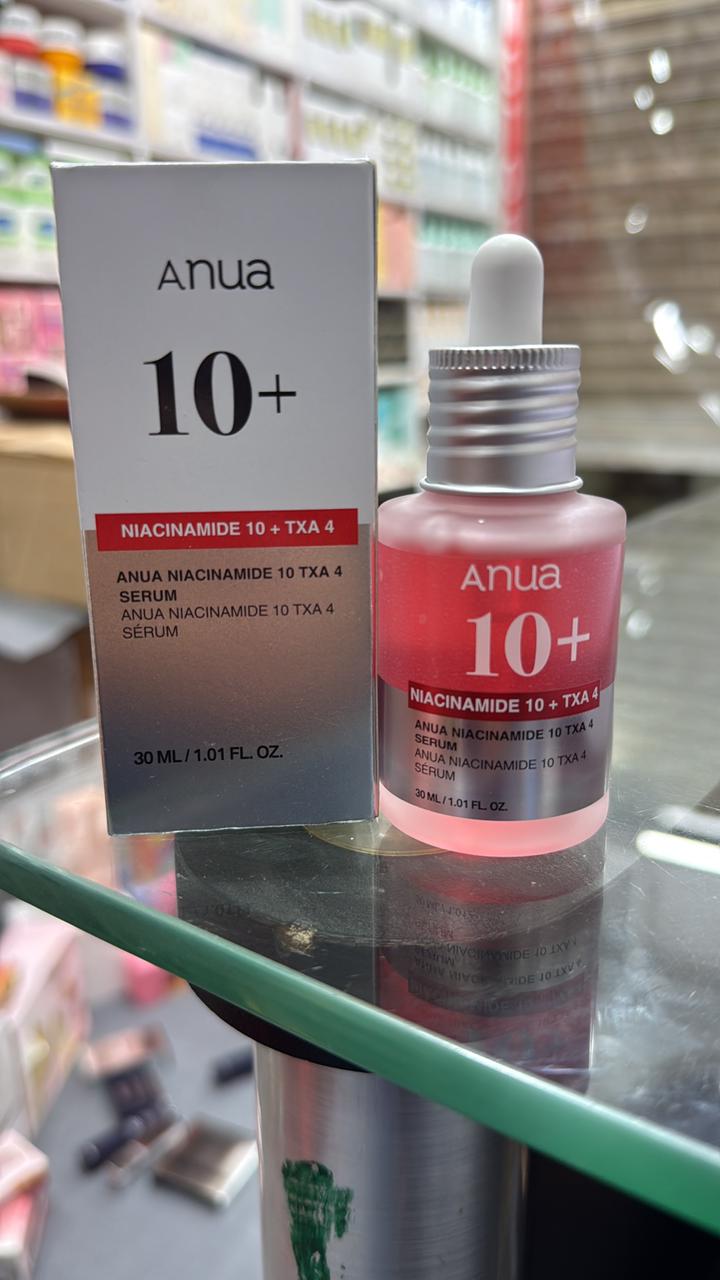 Anua
10+
NIACINAMIDE 10 + TXA 4
ANUA NIACINAMIDE 10 TXA 4
SERUM
ANUA NIACINAMIDE 10 TXA 4
SÉRUM
30 ML / 1.01 FL. OZ.
Anua
10+
NIACINAMIDE 10 + TXA 4
ANUA NIACINAMIDE 10 TXA 4
SERUM
ANUA NIACINAMIDE 10 TXA 4
SÉRUM
30 ML / 1.01 FL. OZ.